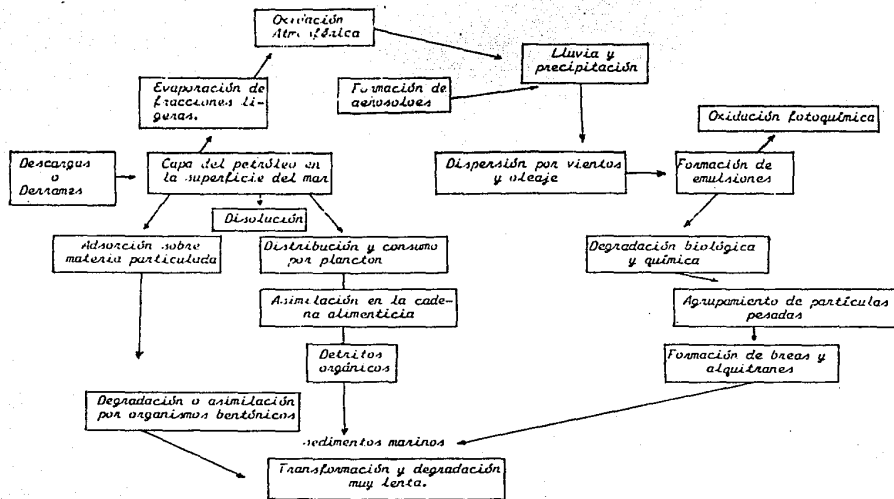 Oxidación
Atmosférica
Lluvia y
precipitación
Evaporación de
fracciones li-
geras.
Formación de
aerosoles
Oxidación fotoquímica
Descargas
o
Derrames
Capa del petróleo en
la superficie del mar
Dispersión por vientos
y oleaje
Formación de
emulsiones
Disolución
Adsorción sobre
materia particulada
Distribución y consumo
por plancton
Degradación biológica
y química
Asimilación en la cade-
na alimenticia
Agrupamiento de partículas
pesadas
Detritos
orgánicos
Formación de breas y
alquitranes
Degradación o asimilación
por organismos bentónicos
sedimentos marinos
Transformación y degradación
muy lenta.